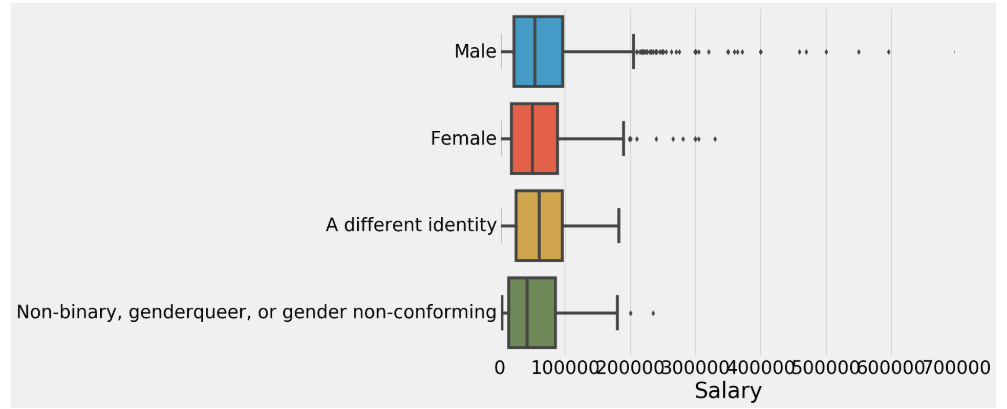 Male
Female
A different identity
Non-binary, genderqueer, or gender non-conforming
0 100000 200000 300000 400000 500000 600000 700000
Salary